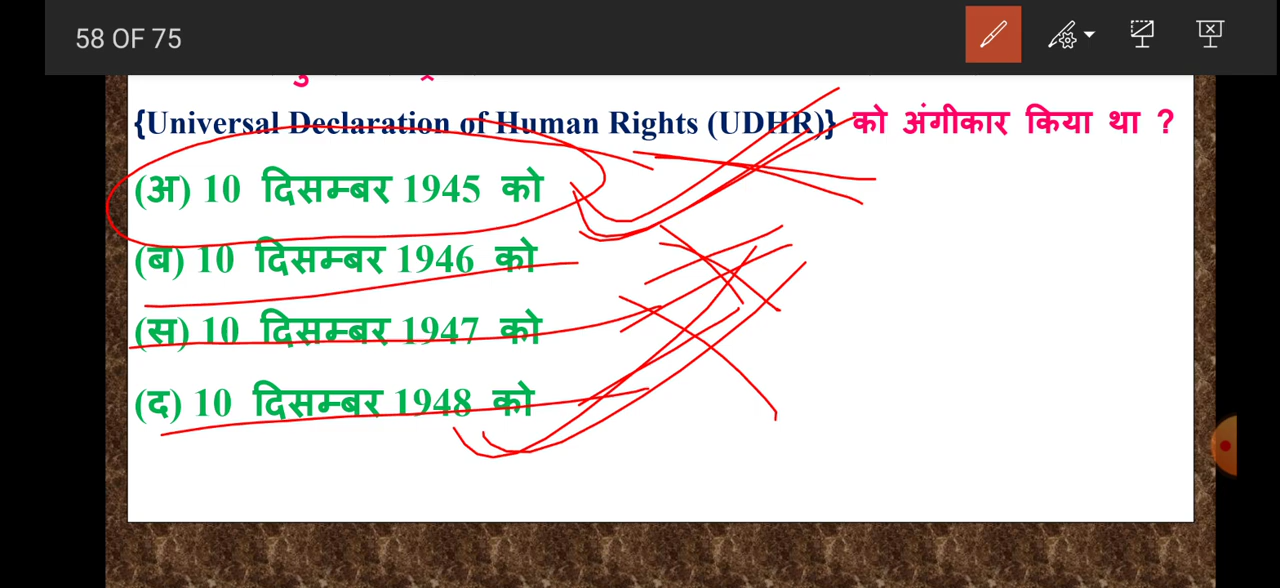 58 OF 75
{Universal Declaration of Human Rights (UDHR)} को अंगीकार किया था ?
(अ) 10 दिसम्बर 1945 को
(ब) 10 दिसम्बर 1946 को
(स) 10 दिसम्बर 1947 को
(द) 10 दिसम्बर 1948 को